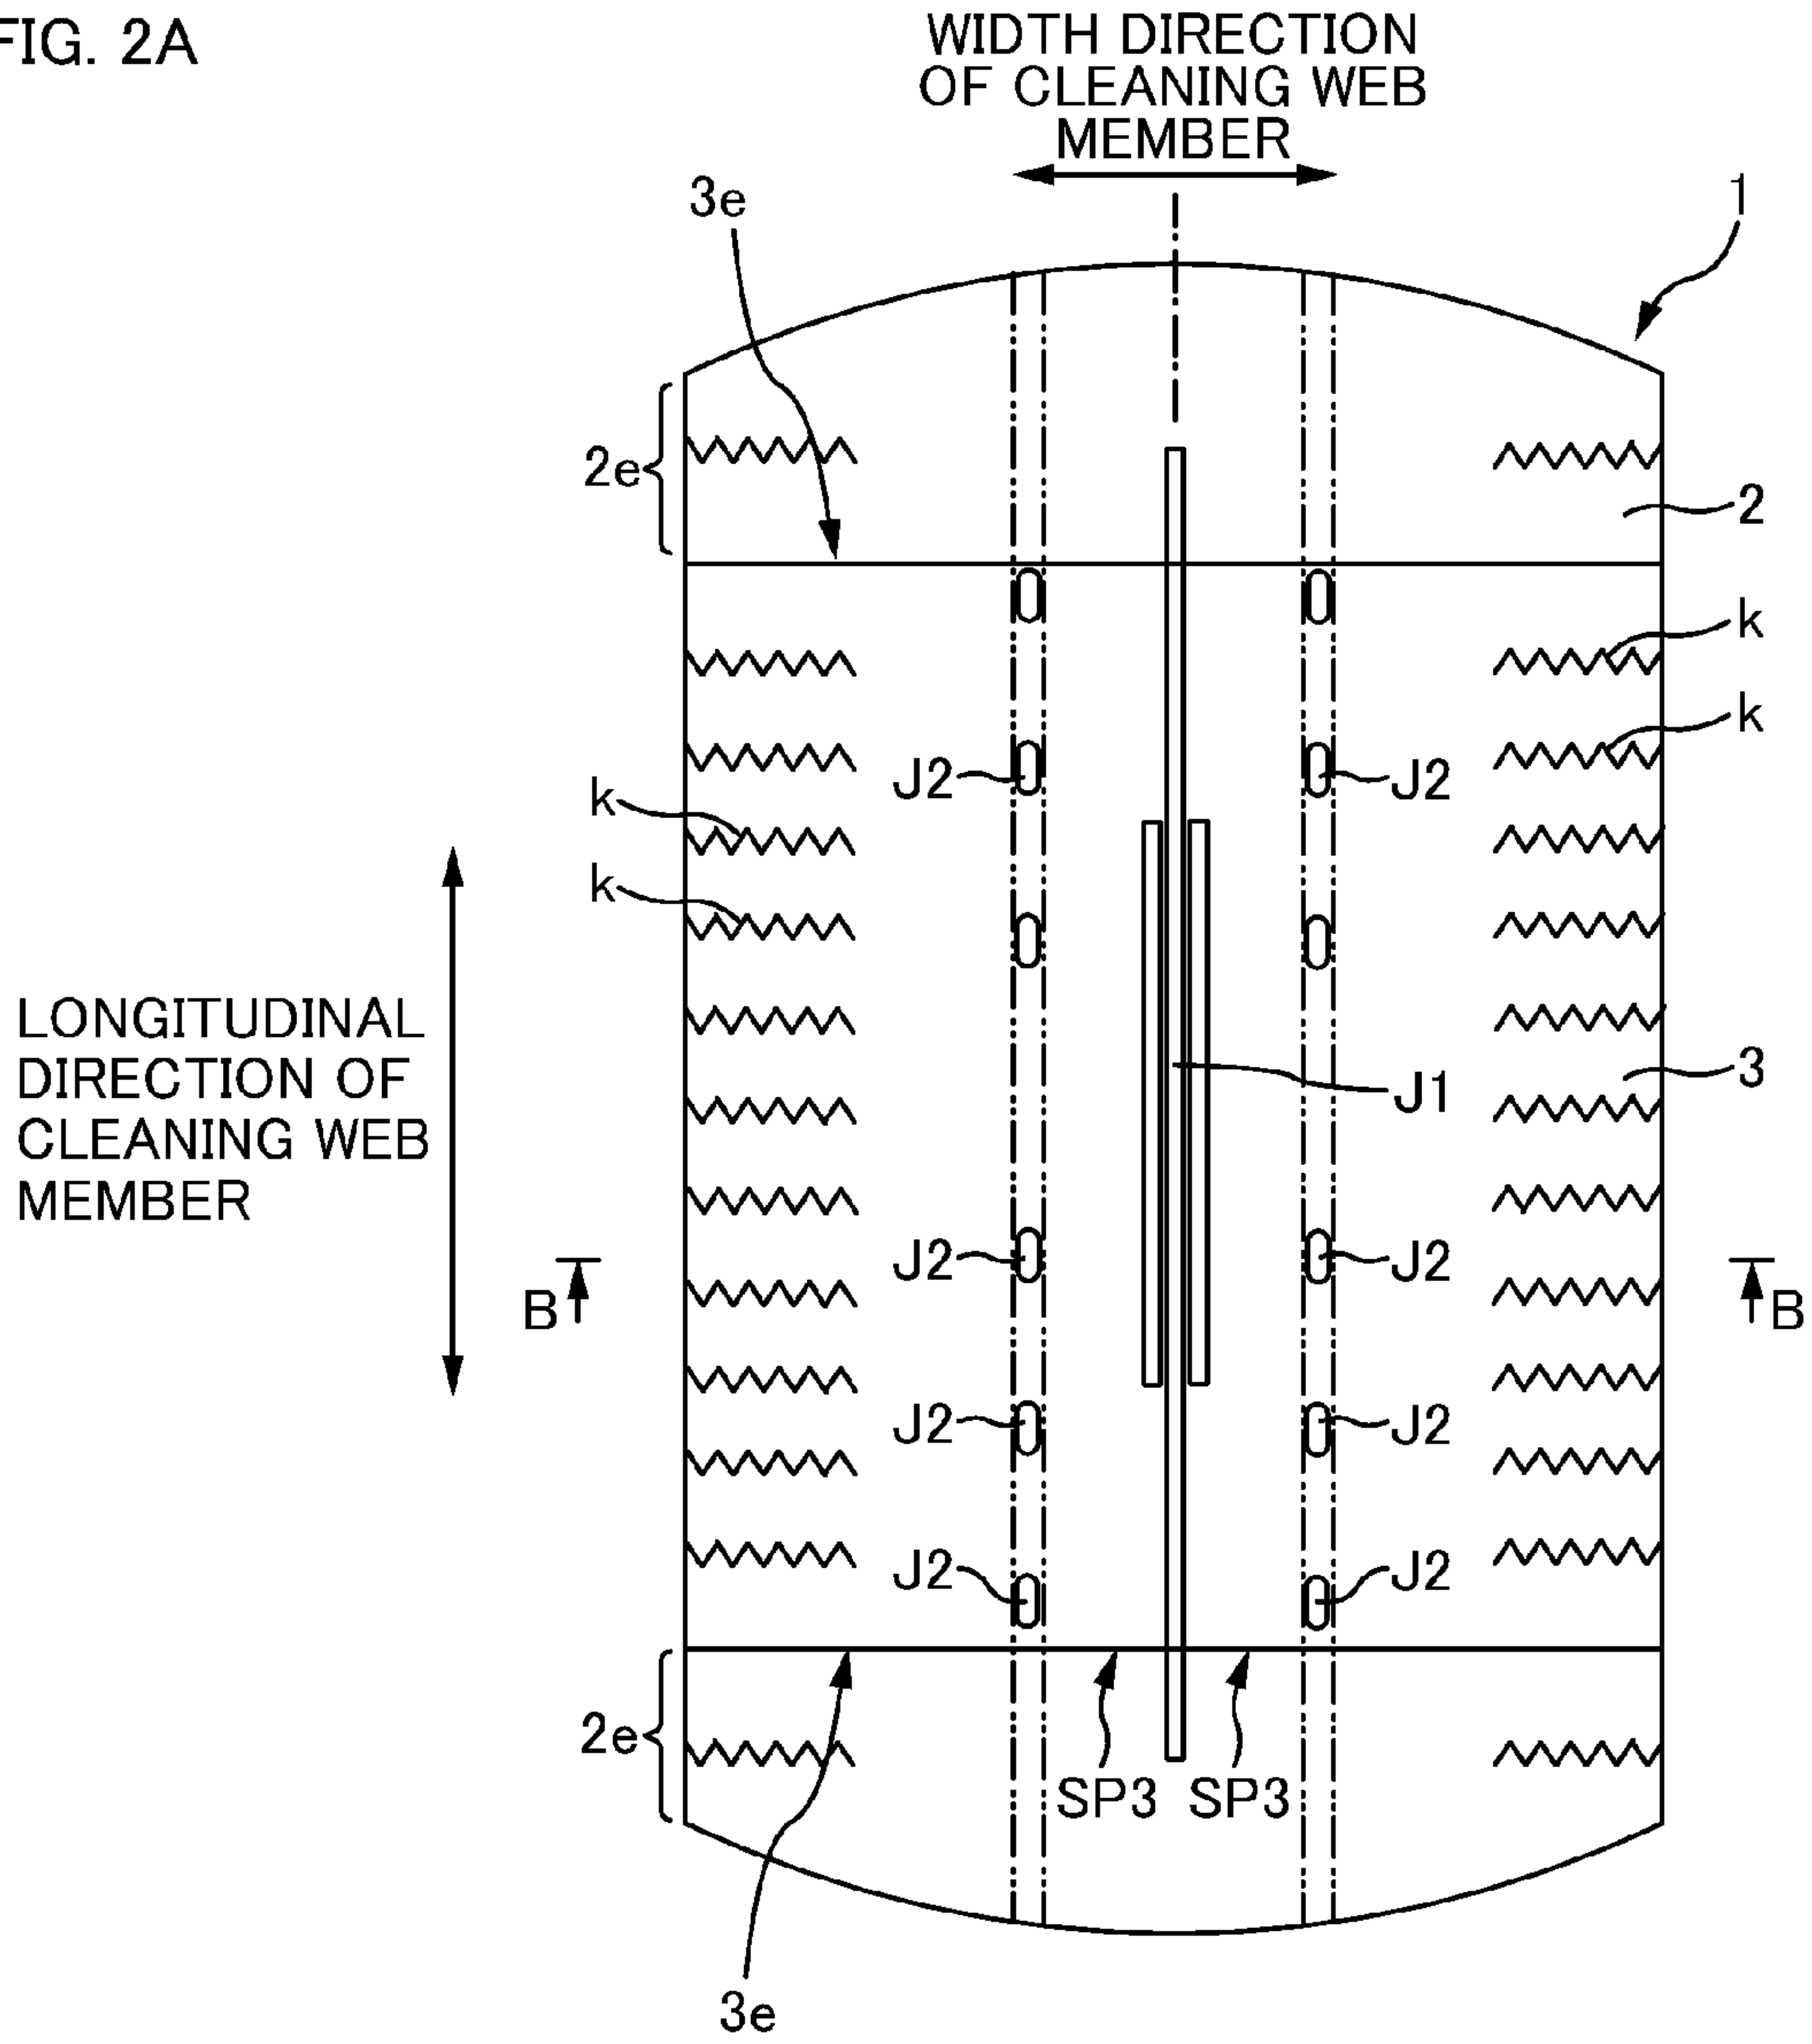 FIG. 2A
WIDTH DIRECTION
OF CLEANING WEB
MEMBER
3e
1
2e
2
k
k
J2
J2
k
k
LONGITUDINAL
DIRECTION OF
CLEANING WEB
MEMBER
3
J1
J2
J2
B
B
J2
J2
J2
J2
2e
SP3
SP3
3e